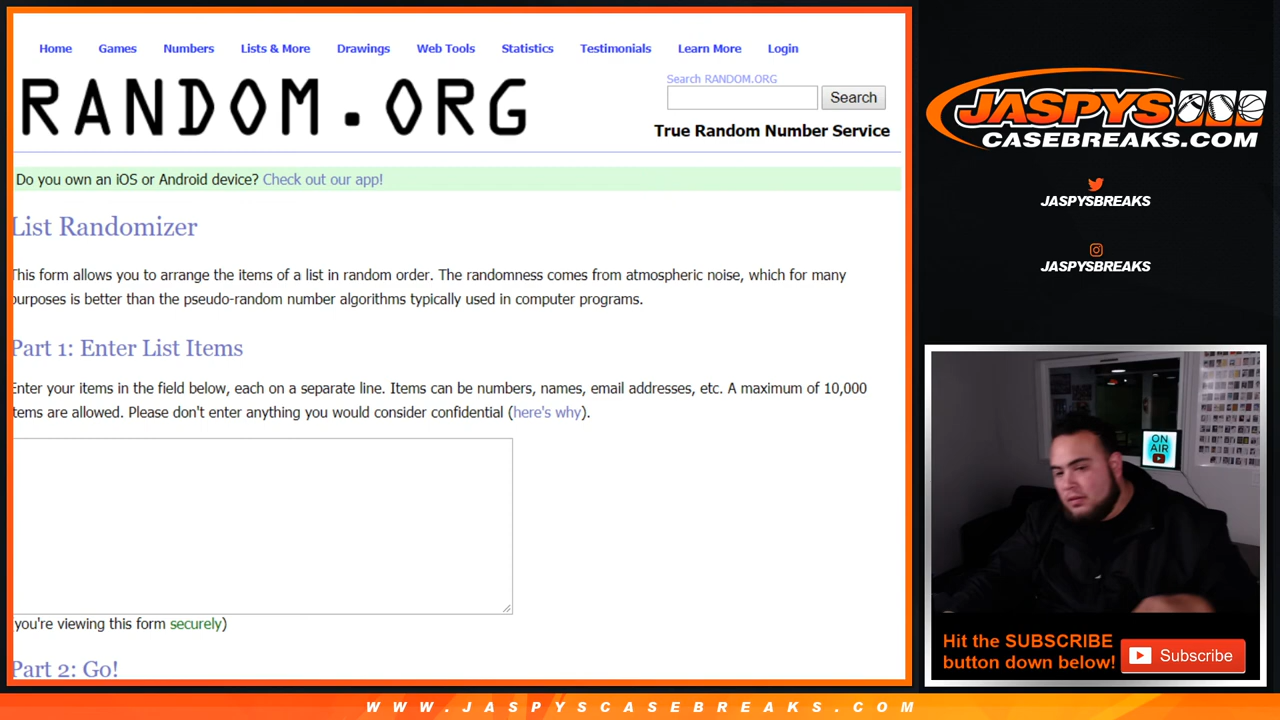 Home Games Numbers Lists & More Drawings Web Tools Statistics Testimonials Learn More Login
RANDOM.ORG
Search RANDOM.ORG
Search
True Random Number Service
Do you own an iOS or Android device? Check out our app!
List Randomizer
This form allows you to arrange the items of a list in random order. The randomness comes from atmospheric noise, which for many
purposes is better than the pseudo-random number algorithms typically used in computer programs.
Part 1: Enter List Items
Enter your items in the field below, each on a separate line. Items can be numbers, names, email addresses, etc. A maximum of 10,000
items are allowed. Please don't enter anything you would consider confidential (here's why).
you're viewing this form securely)
Part 2: Go!
JASPYS
CASEBREAKS.COM
JASPYSBREAKS
JASPYSBREAKS
ON
AIR
Hit the SUBSCRIBE
button down below!
Subscribe
WWW.JASPYSCASEBREAKS.COM